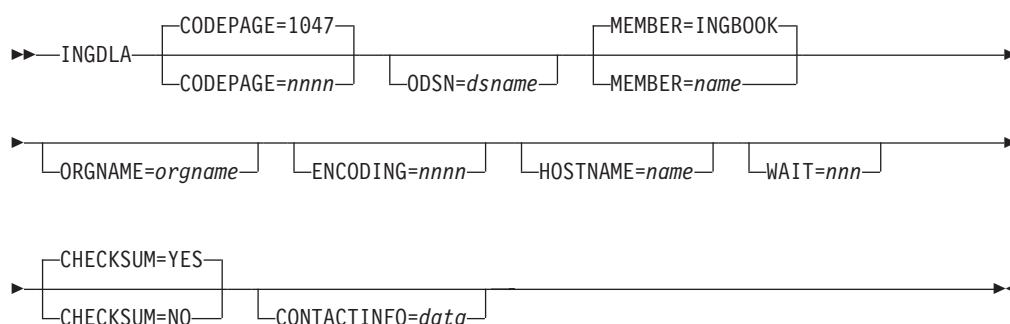 CODEPAGE=1047 MEMBER=INGBOOK
INGDLA
CODEPAGE=nnnn ODSN=dsname MEMBER=name
ORGNAME=orgname ENCODING=nnnn HOSTNAME=name WAIT=nnn
CHECKSUM=YES
CHECKSUM=NO CONTACTINFO=data